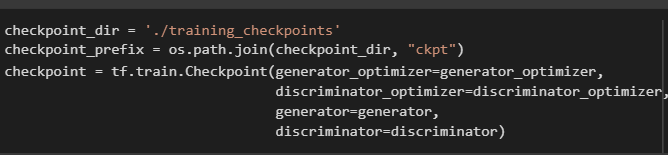 checkpoint_dir = './training_checkpoints'
checkpoint_prefix = os.path.join(checkpoint_dir, "ckpt")
checkpoint = tf.train.Checkpoint(generator_optimizer=generator_optimizer,
                                 discriminator_optimizer=discriminator_optimizer,
                                 generator=generator,
                                 discriminator=discriminator)